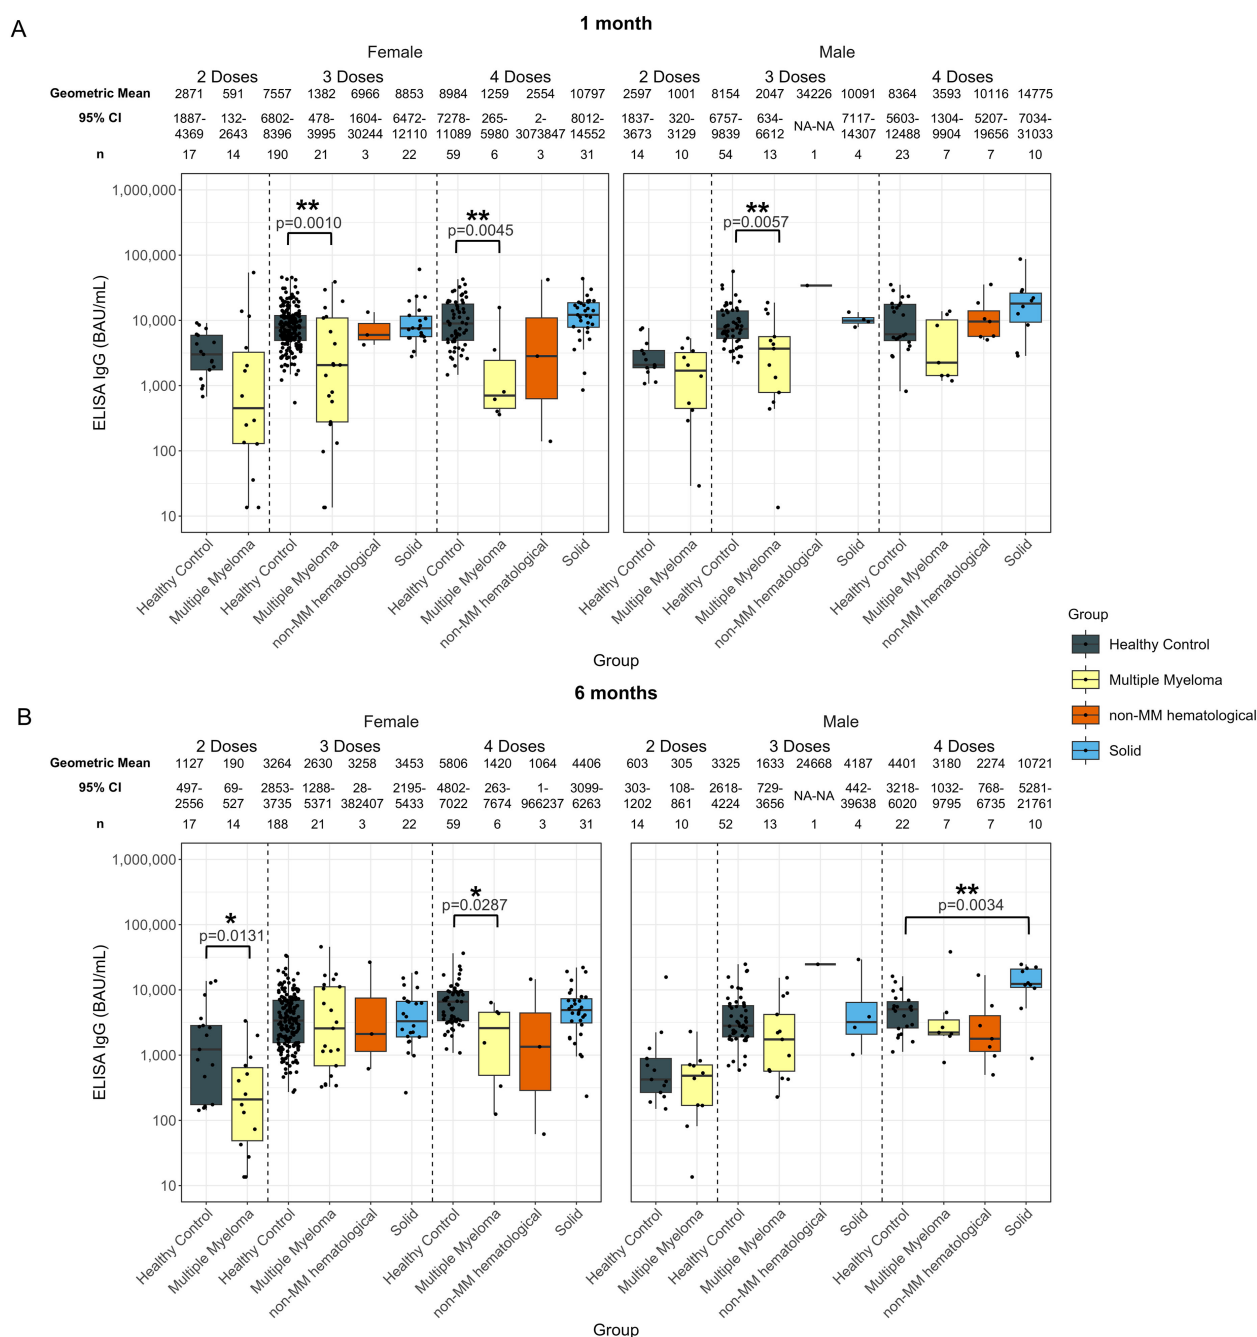 A
1 month
Female Male
2 Doses 3 Doses 4 Doses 2 Doses 3 Doses 4 Doses
Geometric Mean 2871 591 7557 1382 6966 8853 8984 1259 2554 10797 2597 1001 8154 2047 34226 10091 8364 3593 10116 14775
95% CI 1887- 132- 6802- 478- 1604- 6472- 7278- 265- 2- 8012- 1837- 320- 6757- 634- NA-NA 7117- 5603- 1304- 5207- 7034-
4369 2643 8396 3995 30244 12110 11089 5980 3073847 14552 3673 3129 9839 6612 14307 12488 9904 19656 31033
n 17 14 190 21 3 22 59 6 3 31 14 10 54 13 1 4 23 7 7 10
1,000,000
100,000
10,000
1,000
100
10
ELISA IgG (BAU/mL)
**
p=0.0010
**
p=0.0045
**
p=0.0057
Healthy Control
Multiple Myeloma
Healthy Control
Multiple Myeloma
non-MM hematological
Solid
Healthy Control
Multiple Myeloma
non-MM hematological
Solid
Healthy Control
Multiple Myeloma
Healthy Control
Multiple Myeloma
non-MM hematological
Solid
Healthy Control
Multiple Myeloma
non-MM hematological
Solid
Group
Group
Healthy Control
Multiple Myeloma
non-MM hematological
Solid
B
6 months
Female Male
2 Doses 3 Doses 4 Doses 2 Doses 3 Doses 4 Doses
Geometric Mean 1127 190 3264 2630 3258 3453 5806 1420 1064 4406 603 305 3325 1633 24668 4187 4401 3180 2274 10721
95% CI 497- 69- 2853- 1288- 28- 2195- 4802- 263- 1- 3099- 303- 108- 2618- 729- NA-NA 442- 3218- 1032- 768- 5281-
2556 527 3735 5371 382407 5433 7022 7674 966237 6263 1202 861 4224 3656 39638 6020 9795 6735 21761
n 17 14 188 21 3 22 59 6 3 31 14 10 52 13 1 4 22 7 7 10
1,000,000
100,000
10,000
1,000
100
10
ELISA IgG (BAU/mL)
*
p=0.0131
*
p=0.0287
**
p=0.0034
Healthy Control
Multiple Myeloma
Healthy Control
Multiple Myeloma
non-MM hematological
Solid
Healthy Control
Multiple Myeloma
non-MM hematological
Solid
Healthy Control
Multiple Myeloma
Healthy Control
Multiple Myeloma
non-MM hematological
Solid
Healthy Control
Multiple Myeloma
non-MM hematological
Solid
Group